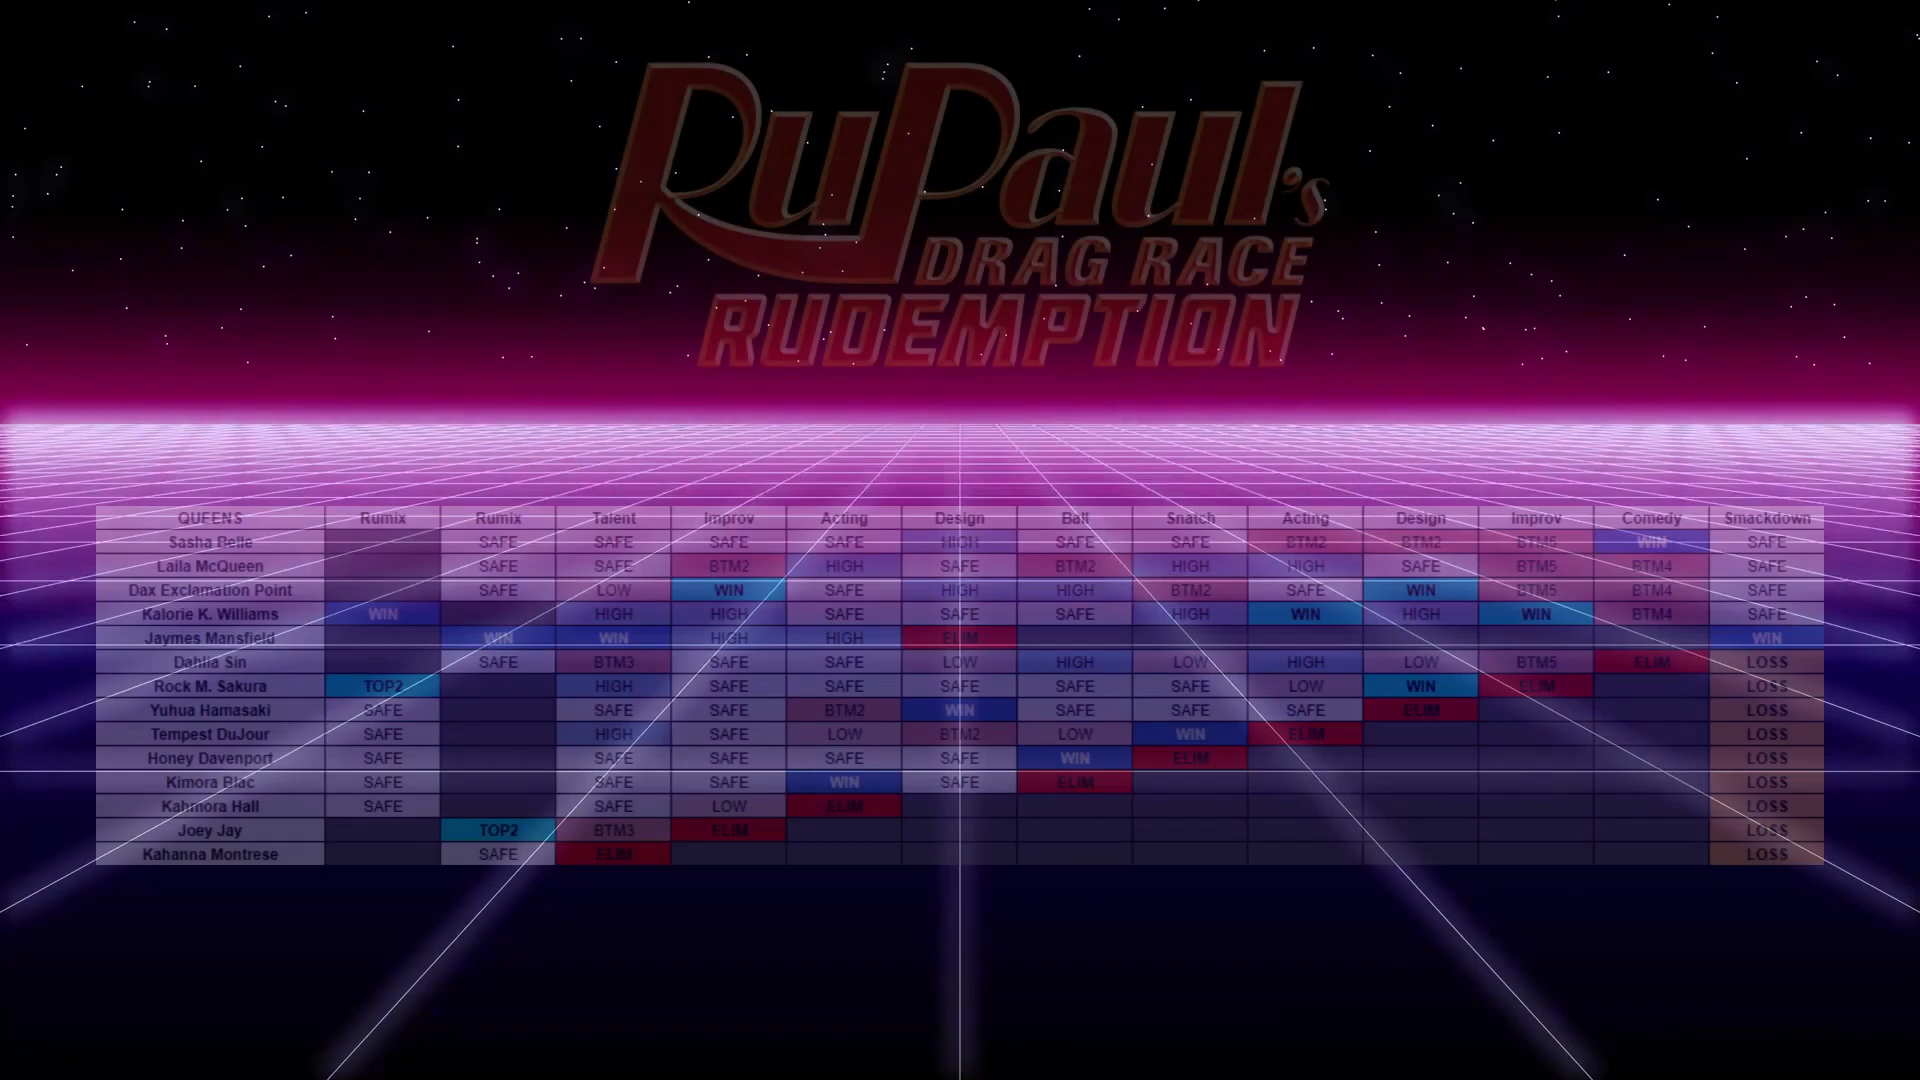 RuPaul's
DRAG RACE
RUDEMPTION
QUEENS Rumix Rumix Talent Improv Acting Design Ball Snatch Acting Design Improv Comedy Smackdown
Sasha Belle SAFE SAFE SAFE SAFE HIGH SAFE SAFE BTM2 BTM2 BTM5 WIN SAFE
Laila McQueen SAFE SAFE BTM2 HIGH SAFE BTM2 HIGH HIGH SAFE BTM5 BTM4 SAFE
Dax Exclamation Point SAFE LOW WIN SAFE HIGH HIGH BTM2 SAFE WIN BTM5 BTM4 SAFE
Kalorie K. Williams WIN HIGH HIGH SAFE SAFE SAFE HIGH WIN HIGH WIN BTM4 SAFE
Jaymes Mansfield WIN WIN HIGH HIGH ELIM WIN
Dahlia Sin SAFE BTM3 SAFE SAFE LOW HIGH LOW HIGH LOW BTM5 ELIM LOSS
Rock M. Sakura TOP2 HIGH SAFE SAFE SAFE SAFE SAFE LOW WIN ELIM LOSS
Yuhua Hamasaki SAFE SAFE SAFE BTM2 WIN SAFE SAFE SAFE ELIM LOSS
Tempest DuJour SAFE HIGH SAFE LOW BTM2 LOW WIN ELIM LOSS
Honey Davenport SAFE SAFE SAFE SAFE SAFE WIN ELIM LOSS
Kimora Blac SAFE SAFE SAFE WIN SAFE ELIM LOSS
Kahmora Hall SAFE SAFE LOW ELIM LOSS
Joey Jay TOP2 BTM3 ELIM LOSS
Kahanna Montrese SAFE ELIM LOSS